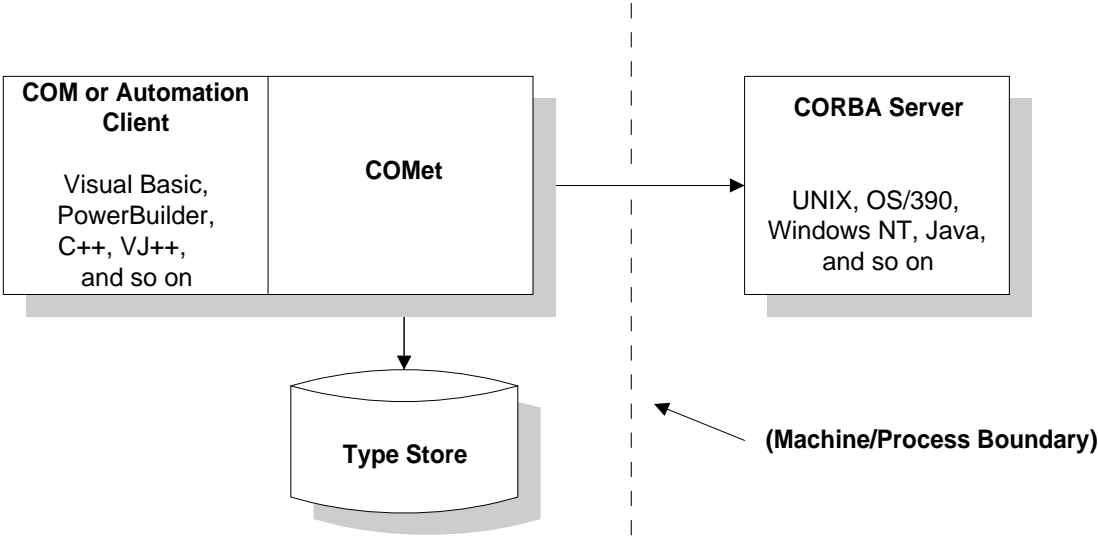 COM or Automation
Client
Visual Basic,
PowerBuilder,
C++, VJ++,
and so on
COMet
CORBA Server
UNIX, OS/390,
Windows NT, Java,
and so on
Type Store
(Machine/Process Boundary)